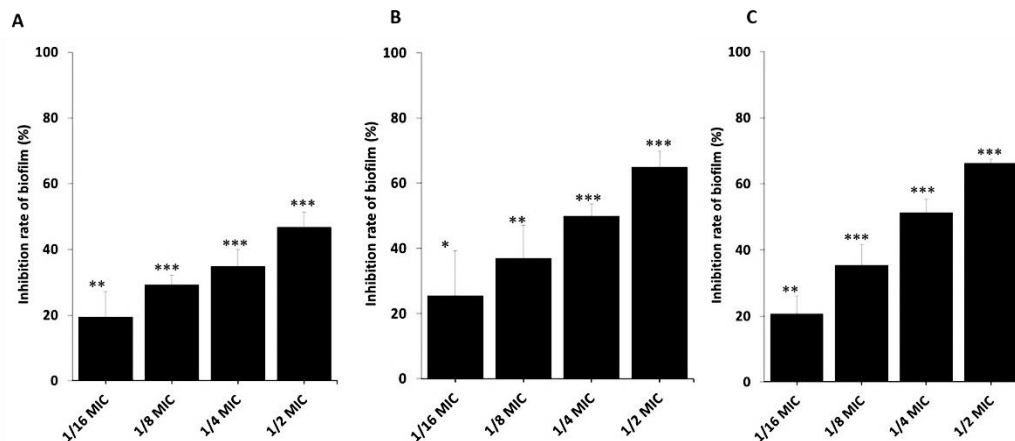 A
Inhibition rate of biofilm (%)
100
80
60
40
20
0
**
***
***
***
1/16 MIC
1/8 MIC
1/4 MIC
1/2 MIC
B
Inhibition rate of biofilm (%)
100
80
60
40
20
0
*
**
***
***
1/16 MIC
1/8 MIC
1/4 MIC
1/2 MIC
C
Inhibition rate of biofilm (%)
100
80
60
40
20
0
**
***
***
***
1/16 MIC
1/8 MIC
1/4 MIC
1/2 MIC